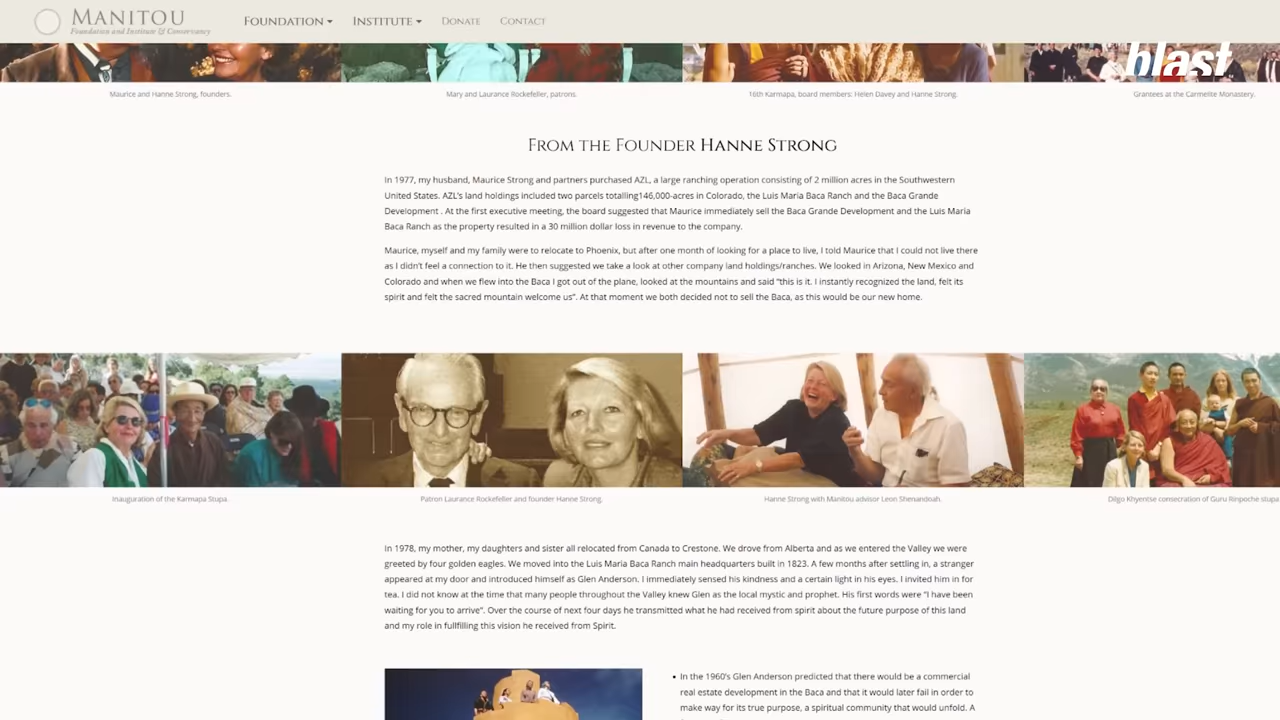 MANITOU
Foundation and Institute & Conservancy
FOUNDATION
INSTITUTE
DONATE
CONTACT
blast
Maurice and Hanne Strong, founders.
Mary and Laurance Rockefeller, patrons.
16th Karmapa, board members: Helen Davey and Hanne Strong.
Grantees at the Carmelite Monastery.
FROM THE FOUNDER HANNE STRONG
In 1977, my husband, Maurice Strong and partners purchased AZL, a large ranching operation consisting of 2 million acres in the Southwestern
United States. AZL's land holdings included two parcels totalling146,000-acres in Colorado, the Luis Maria Baca Ranch and the Baca Grande
Development . At the first executive meeting, the board suggested that Maurice immediately sell the Baca Grande Development and the Luis Maria
Baca Ranch as the property resulted in a 30 million dollar loss in revenue to the company.
Maurice, myself and my family were to relocate to Phoenix, but after one month of looking for a place to live, I told Maurice that I could not live there
as I didn't feel a connection to it. He then suggested we take a look at other company land holdings/ranches. We looked in Arizona, New Mexico and
Colorado and when we flew into the Baca I got out of the plane, looked at the mountains and said "this is it. I instantly recognized the land, felt its
spirit and felt the sacred mountain welcome us". At that moment we both decided not to sell the Baca, as this would be our new home.
Inauguration of the Karmapa Stupa.
Patron Laurance Rockefeller and founder Hanne Strong.
Hanne Strong with Manitou advisor Leon Shenandoah.
Dilgo Khyentse comsecration of Guru Rinpoche stupa
In 1978, my mother, my daughters and sister all relocated from Canada to Crestone. We drove from Alberta and as we entered the Valley we were
greeted by four golden eagles. We moved into the Luis Maria Baca Ranch main headquarters built in 1823. A few months after settling in, a stranger
appeared at my door and introduced himself as Glen Anderson. I immediately sensed his kindness and a certain light in his eyes. I invited him in for
tea. I did not know at the time that many people throughout the Valley knew Glen as the local mystic and prophet. His first words were "I have been
waiting for you to arrive". Over the course of next four days he transmitted what he had received from spirit about the future purpose of this land
and my role in fullfilling this vision he received from Spirit.
• In the 1960's Glen Anderson predicted that there would be a commercial
real estate development in the Baca and that it would later fail in order to
make way for its true purpose, a spiritual community that would unfold. A